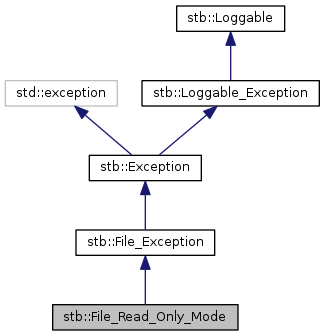 stb::Loggable
std::exception
stb::Loggable_Exception
stb::Exception
stb::File_Exception
stb::File_Read_Only_Mode